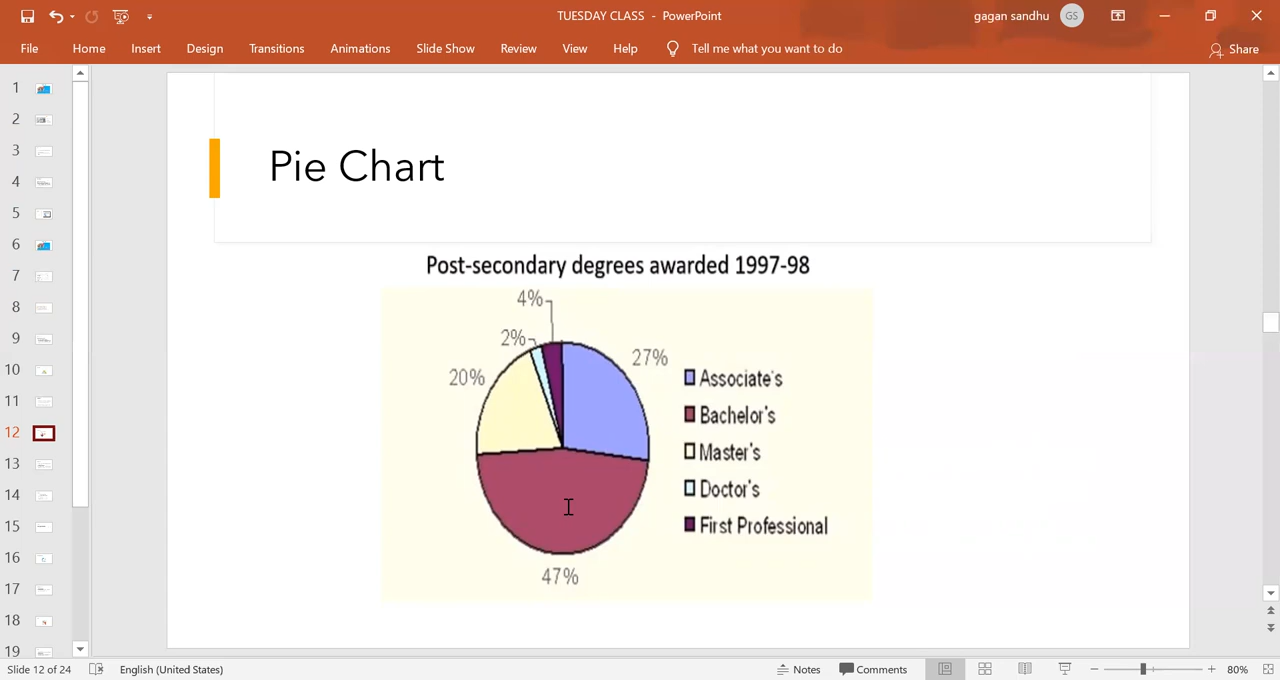 TUESDAY CLASS - PowerPoint
gagan sandhu
GS
File Home Insert Design Transitions Animations Slide Show Review View Help Tell me what you want to do Share
1
2
3
4
5
6
7
8
9
10
11
12
13
14
15
16
17
18
19
Pie Chart
Post-secondary degrees awarded 1997-98
4%
2%
20%
27%
47%
Associate's
Bachelor's
Master's
Doctor's
First Professional
Slide 12 of 24 English (United States) Notes Comments 80%